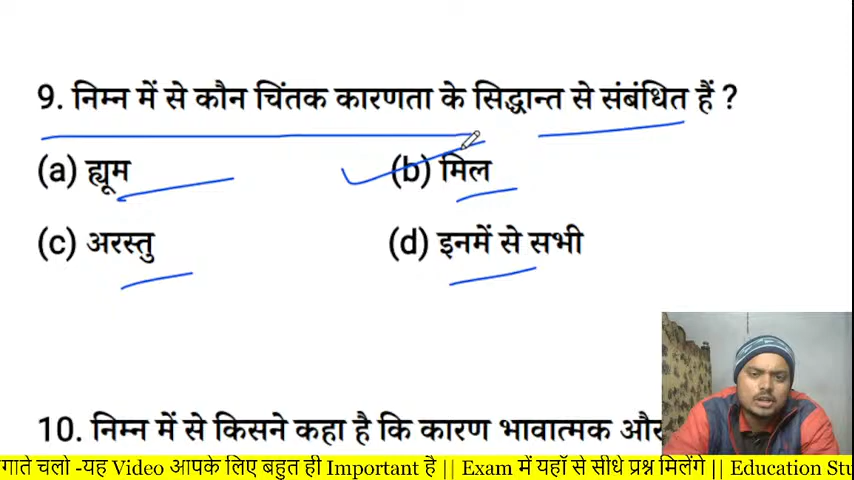 9. निम्न में से कौन चिंतक कारणता के सिद्धान्त से संबंधित हैं ?
(a) ह्यूम (b) मिल
(c) अरस्तु (d) इनमें से सभी
10. निम्न में से किसने कहा है कि कारण भावात्मक और
गाते चलो -यह Video आपके लिए बहुत ही Important है || Exam में यहाॅ से सीधे प्रश्न मिलेंगे || Education